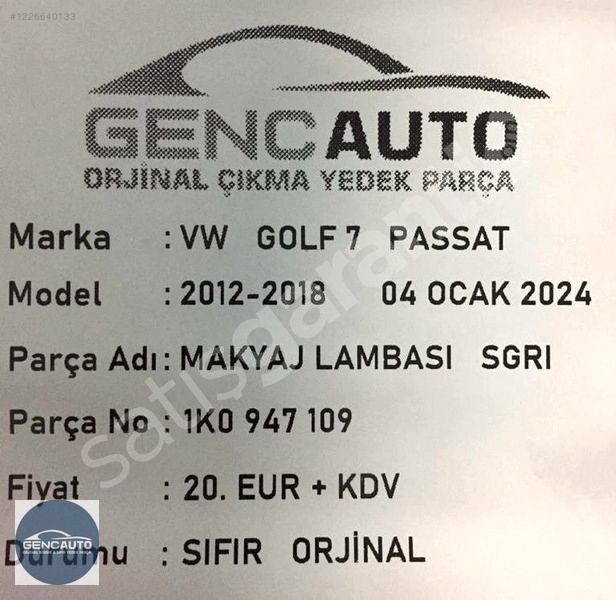 #1226640133
GENCAUTO
ORJİNAL ÇIKMA YEDEK PARÇA
Marka : VW GOLF 7 PASSAT
Model : 2012-2018 04 OCAK 2024
Parça Adı : MAKYAJ LAMBASI SGRI
Parça No : 1K0 947 109
Fiyat : 20. EUR + KDV
Durumu : SIFIR ORJİNAL
GENCAUTO